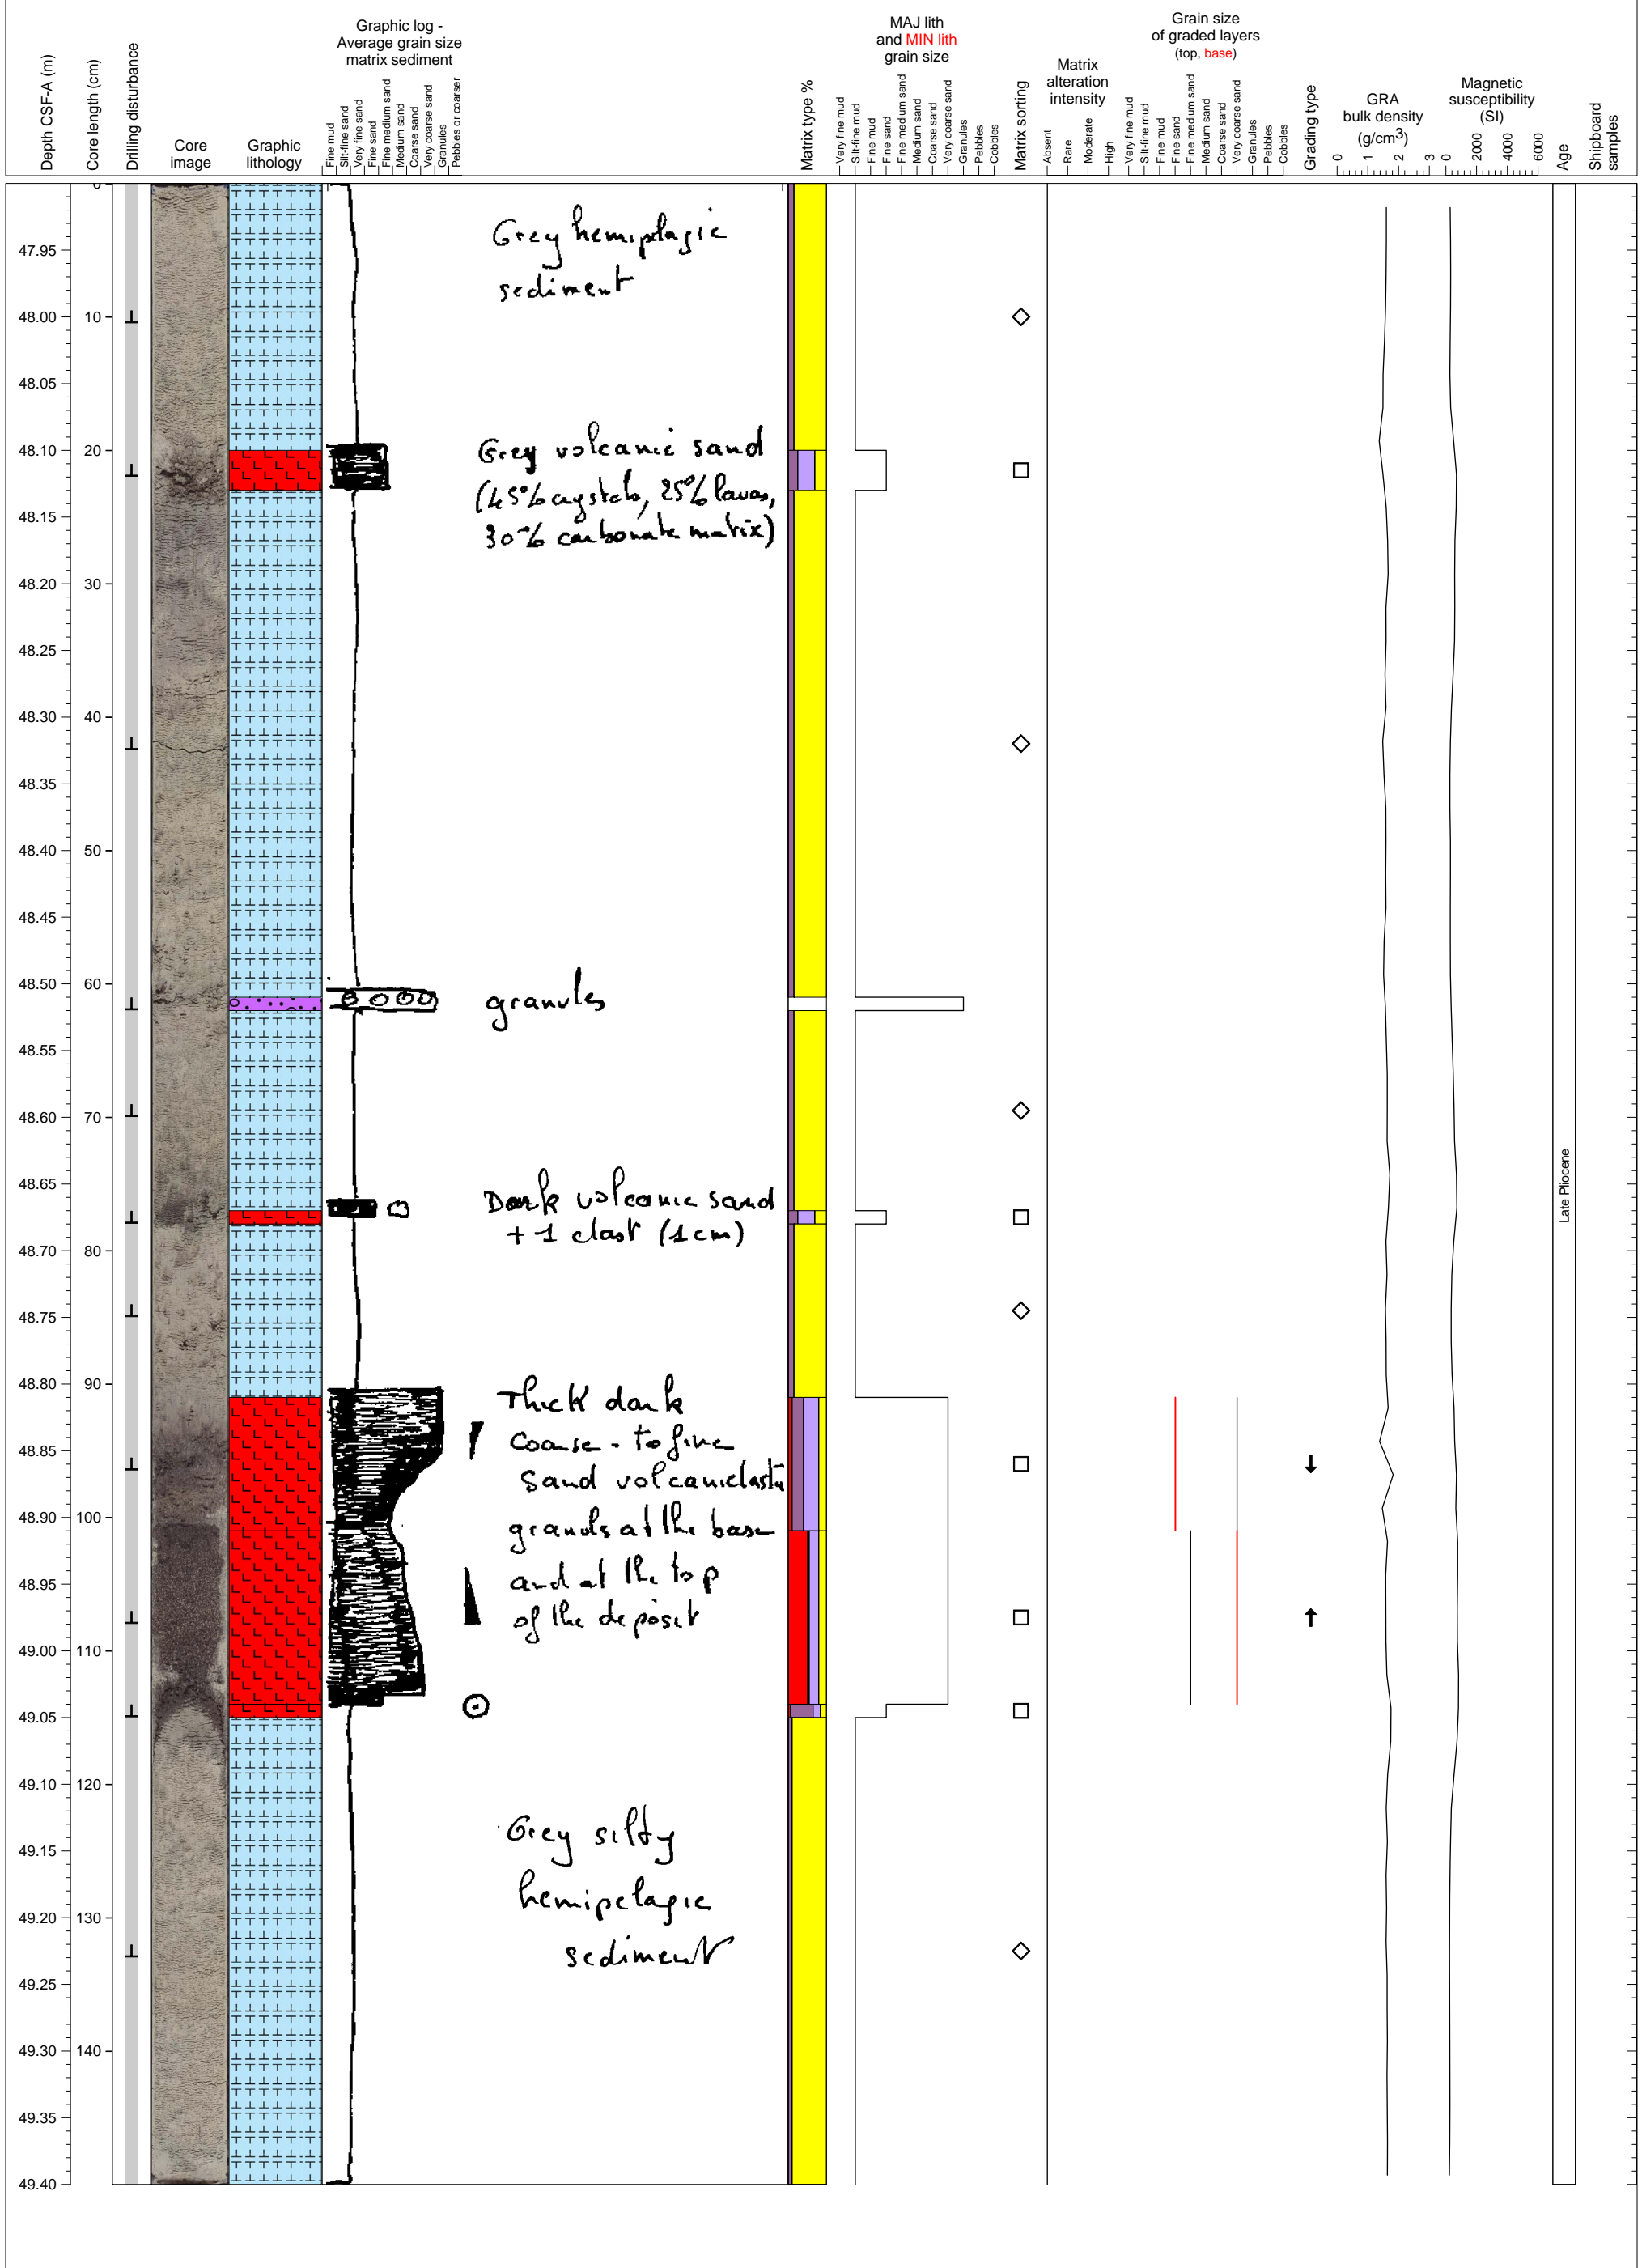 Depth CSF-A (m)
Core length (cm)
Drilling disturbance
Core
image
Graphic
lithology
Graphic log -
Average grain size
matrix sediment
Fine mud
Silt-fine sand
Very fine sand
Fine sand
Fine medium sand
Medium sand
Coarse sand
Very coarse sand
Granules
Pebbles or coarser
Matrix type %
MAJ lith
and MIN lith
grain size
Very fine mud
Silt-fine mud
Fine mud
Fine sand
Fine medium sand
Medium sand
Coarse sand
Very coarse sand
Granules
Pebbles
Cobbles
Matrix sorting
Matrix
alteration
intensity
Absent
Rare
Moderate
High
Grain size
of graded layers
(top, base)
Very fine mud
Silt-fine mud
Fine mud
Fine sand
Fine medium sand
Medium sand
Coarse sand
Very coarse sand
Granules
Pebbles
Cobbles
Grading type
GRA
bulk density
(g/cm3)
0 1 2 3
Magnetic
susceptibility
(SI)
0 2000 4000 6000
Age
Shipboard
samples
0
47.95
48.00 10
48.05
48.10 20
48.15
48.20 30
48.25
48.30 40
48.35
48.40 50
48.45
48.50 60
48.55
48.60 70
48.65
48.70 80
48.75
48.80 90
48.85
48.90 100
48.95
49.00 110
49.05
49.10 120
49.15
49.20 130
49.25
49.30 140
49.35
49.40
Grey hemiplagic
sediment
Grey volcanic sand
(45% crystals, 25% lavas,
30% carbonate matrix)
granules
Dark volcanic sand
+ 1 clast (1 cm)
Thick dark
coarse - to fine
sand volcaniclastic
at the base
and at the top
of the deposit
Grey silty
hemipelagic
sediment
Late Pliocene